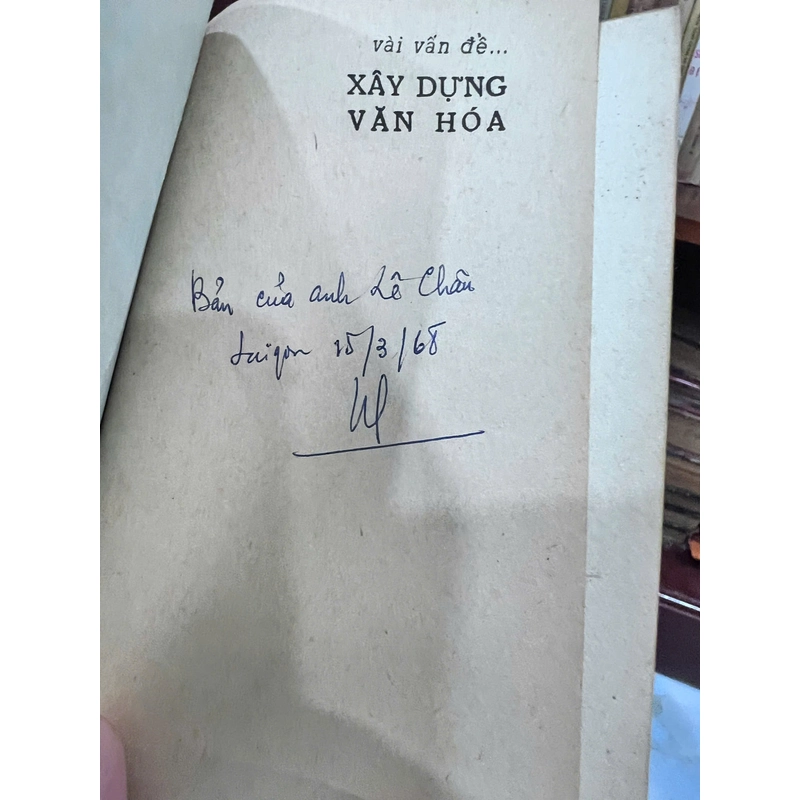 vài vấn đề...
XÂY DỰNG
VĂN HÓA
Bản của anh Lê Châu
Saigon 15/3/68